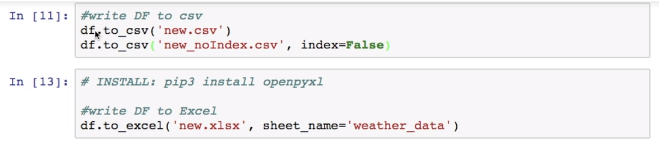 In [11]: #write DF to csv
df.to_csv('new.csv')
df.to_csv('new_noIndex.csv', index=False)
In [13]: # INSTALL: pip3 install openpyxl
#write DF to Excel
df.to_excel('new.xlsx', sheet_name='weather_data')